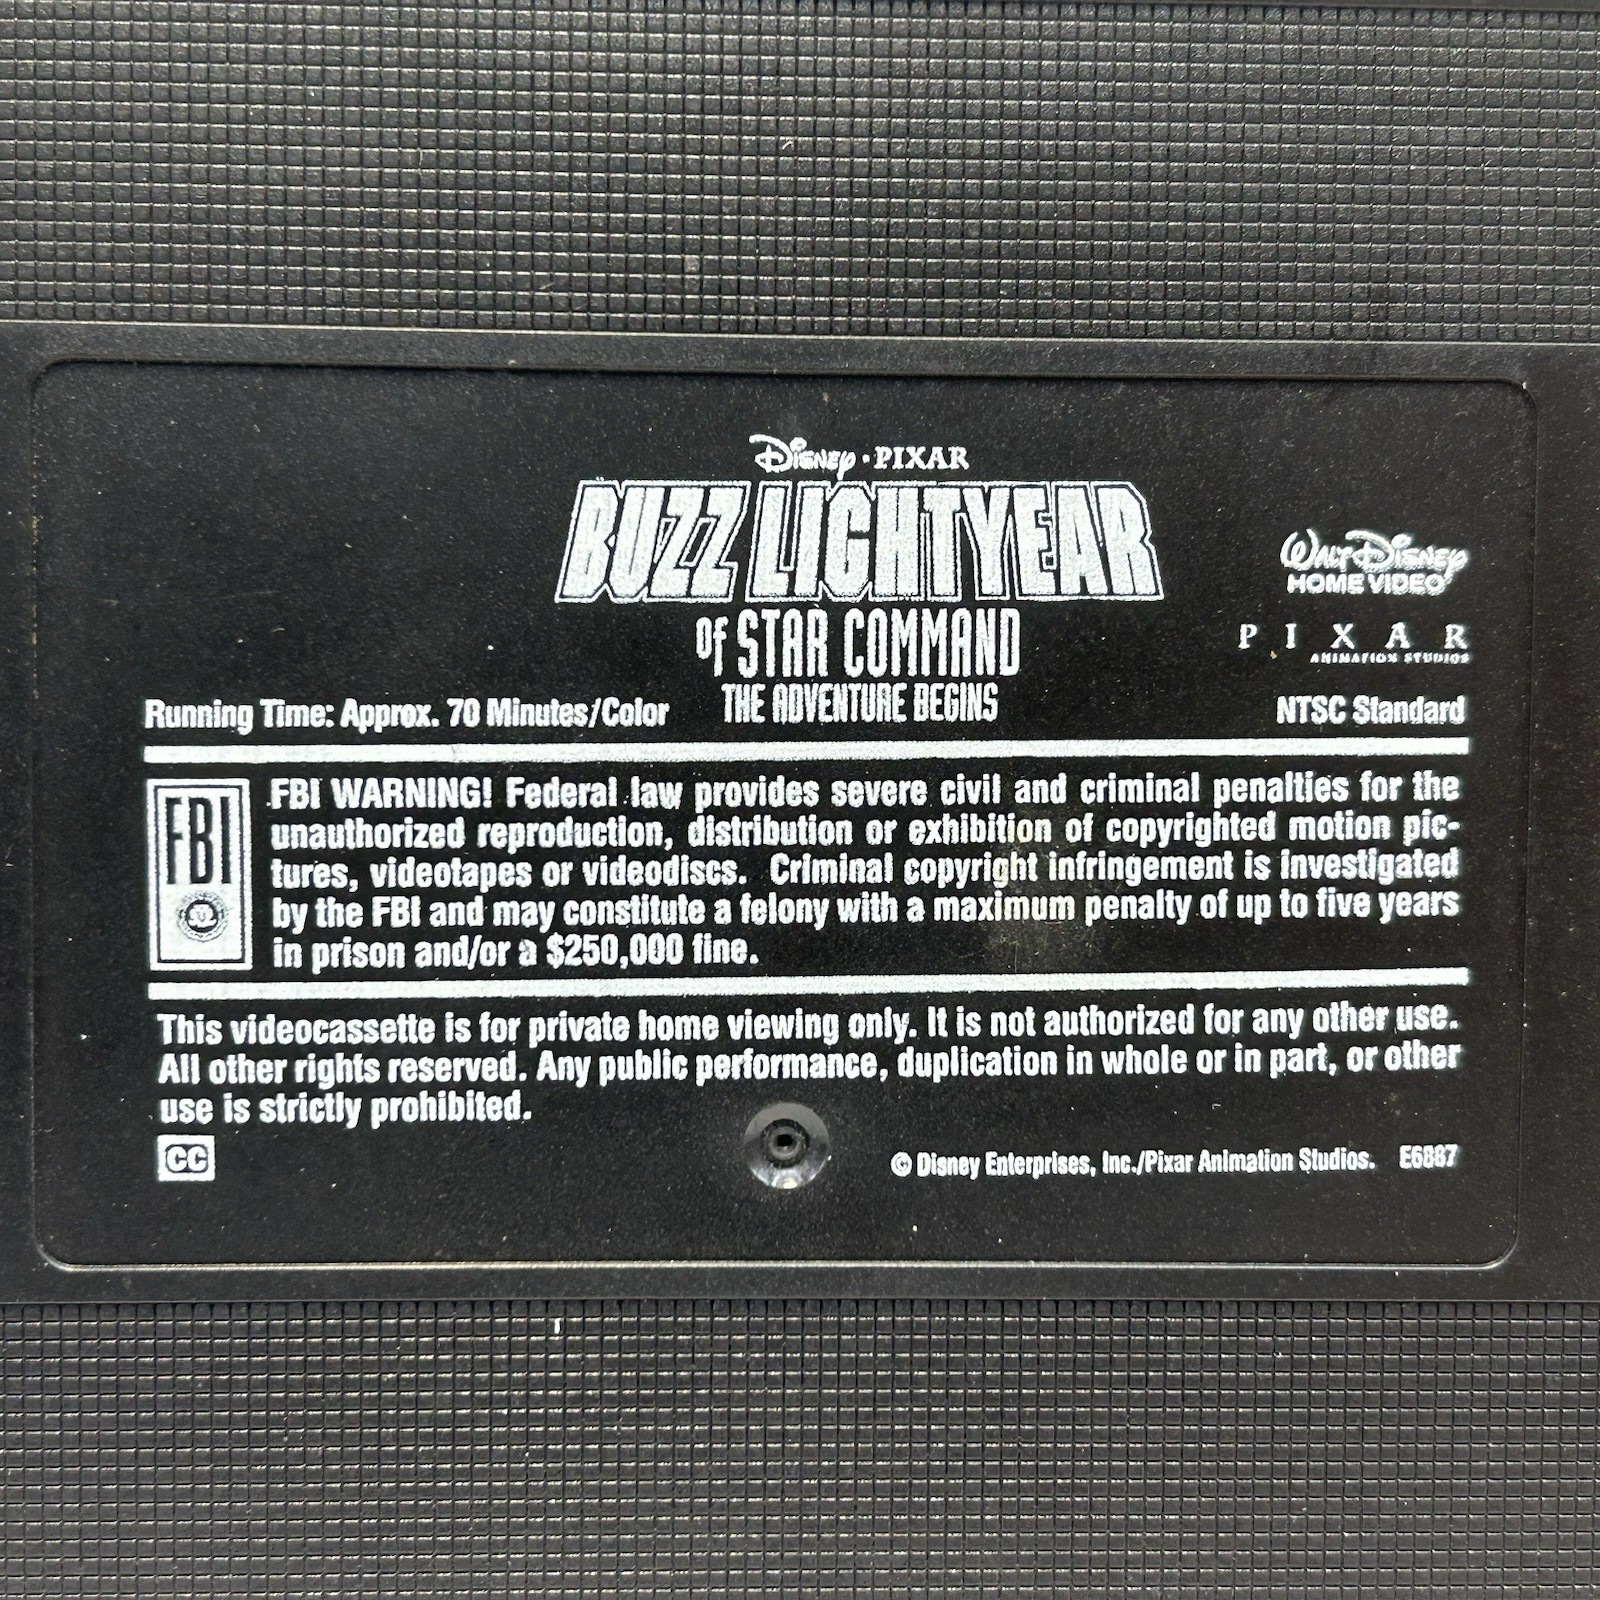 Disney · PIXAR
BUZZ LIGHTYEAR
OF STAR COMMAND
THE ADVENTURE BEGINS
WALT DISNEY
HOME VIDEO
PIXAR
ANIMATION STUDIOS
Running Time: Approx. 70 Minutes/Color
NTSC Standard
FBI
FBI WARNING! Federal law provides severe civil and criminal penalties for the
unauthorized reproduction, distribution or exhibition of copyrighted motion pic-
tures, videotapes or videodiscs. Criminal copyright infringement is investigated
by the FBI and may constitute a felony with a maximum penalty of up to five years
in prison and/or a $250,000 fine.
This videocassette is for private home viewing only. It is not authorized for any other use.
All other rights reserved. Any public performance, duplication in whole or in part, or other
use is strictly prohibited.
CC
© Disney Enterprises, Inc./Pixar Animation Studios. E6887